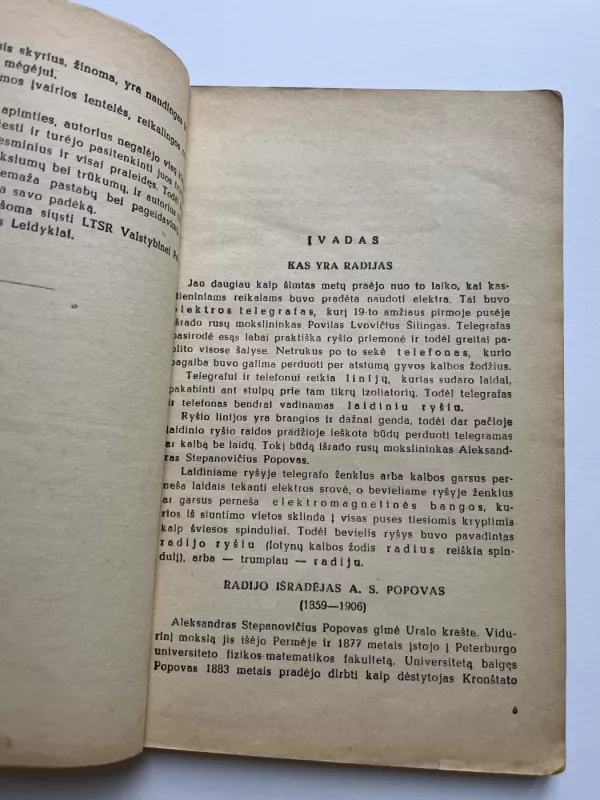 is skyrius, žinoma, yra naudingas
mėgėjui.
mos įvairios lentelės, reikalingos
apimties, autorius negalėjo visų
esti ir turėjo pasitenkinti juos
esminius ir visai praleidęs. Todėl
kslumų bei trūkumų, ir autorius
emaža pastabų bei pageidavimų
a savo padėką.
šoma siųsti LTSR Valstybinei
s Leidyklai.
ĮVADAS
KAS YRA RADIJAS
Jau daugiau kaip šimtas metų praėjo nuo to laiko, kai kas-
dieniniams reikalams buvo pradėta naudoti elektra. Tai buvo
elektros telegrafas, kurį 19-to amžiaus pirmoje pusėje
išrado rusų mokslininkas Povilas Lvovičius Šilingas. Telegrafas
pasirodė esąs labai praktiška ryšio priemonė ir todėl greitai pa-
plito visose šalyse. Netrukus po to sekė telefonas, kurio
pagalba buvo galima perduoti per atstumą gyvos kalbos žodžius.
Telegrafui ir telefonui reikia linijų, kurias sudaro laidai,
pakabinti ant stulpų prie tam tikrų izoliatorių. Todėl telegrafas
ir telefonas bendrai vadinamas laidiniu ryšiu.
Ryšio linijos yra brangios ir dažnai genda, todėl dar pačioje
laidinio ryšio raidos pradžioje ieškota būdų perduoti telegramas
ar kalbą be laidų. Tokį būdą išrado rusų mokslininkas Aleksand-
ras Stepanovičius Popovas.
Laidiniame ryšyje telegrafo ženklus arba kalbos garsus per-
neša laidais tekanti elektros srovė, o bevieliame ryšyje ženklus
ar garsus perneša elektromagnetinės bangos, ku-
rios iš siuntimo vietos sklinda į visas puses tiesiomis kryptimis
kaip šviesos spinduliai. Todėl bevielis ryšys buvo pavadintas
radijo ryšiu (lotynų kalbos žodis radius reiškia spin-
dulį), arba — trumpiau — radiju.
RADIJO IŠRADĖJAS A. S. POPOVAS
(1859—1906)
Aleksandras Stepanovičius Popovas gimė Uralo krašte. Vidu-
rinį mokslą jis išėjo Permėje ir 1877 metais įstojo į Peterburgo
universiteto fizikos-matematikos fakultetą. Universitetą baigęs
Popovas 1883 metais pradėjo dirbti kaip dėstytojas Kronštato
5